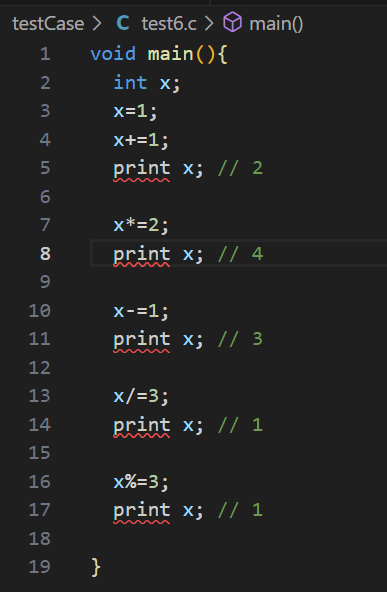 testCase > C test6.c > main()
1 void main(){
2 int x;
3 x=1;
4 x+=1;
5 print x; // 2
6
7 x*=2;
8 print x; // 4
9
10 x-=1;
11 print x; // 3
12
13 x/=3;
14 print x; // 1
15
16 x%=3;
17 print x; // 1
18
19 }